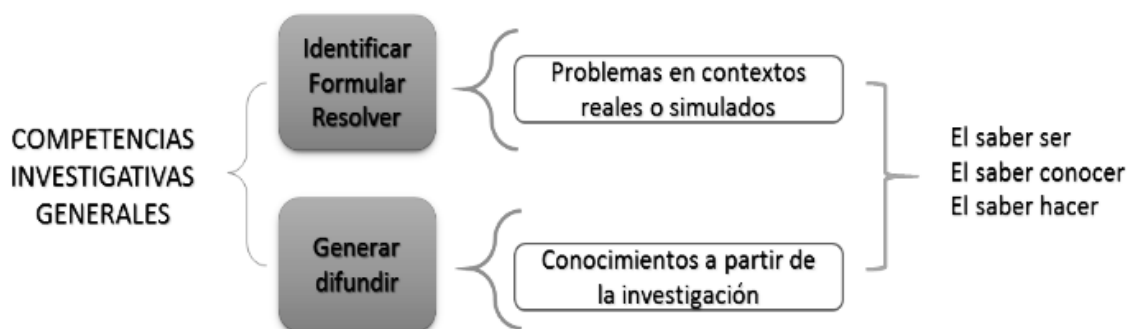 COMPETENCIAS
INVESTIGATIVAS
GENERALES
Identificar
Formular
Resolver
Problemas en contextos
reales o simulados
Generar
difundir
Conocimientos a partir de
la investigación
El saber ser
El saber conocer
El saber hacer